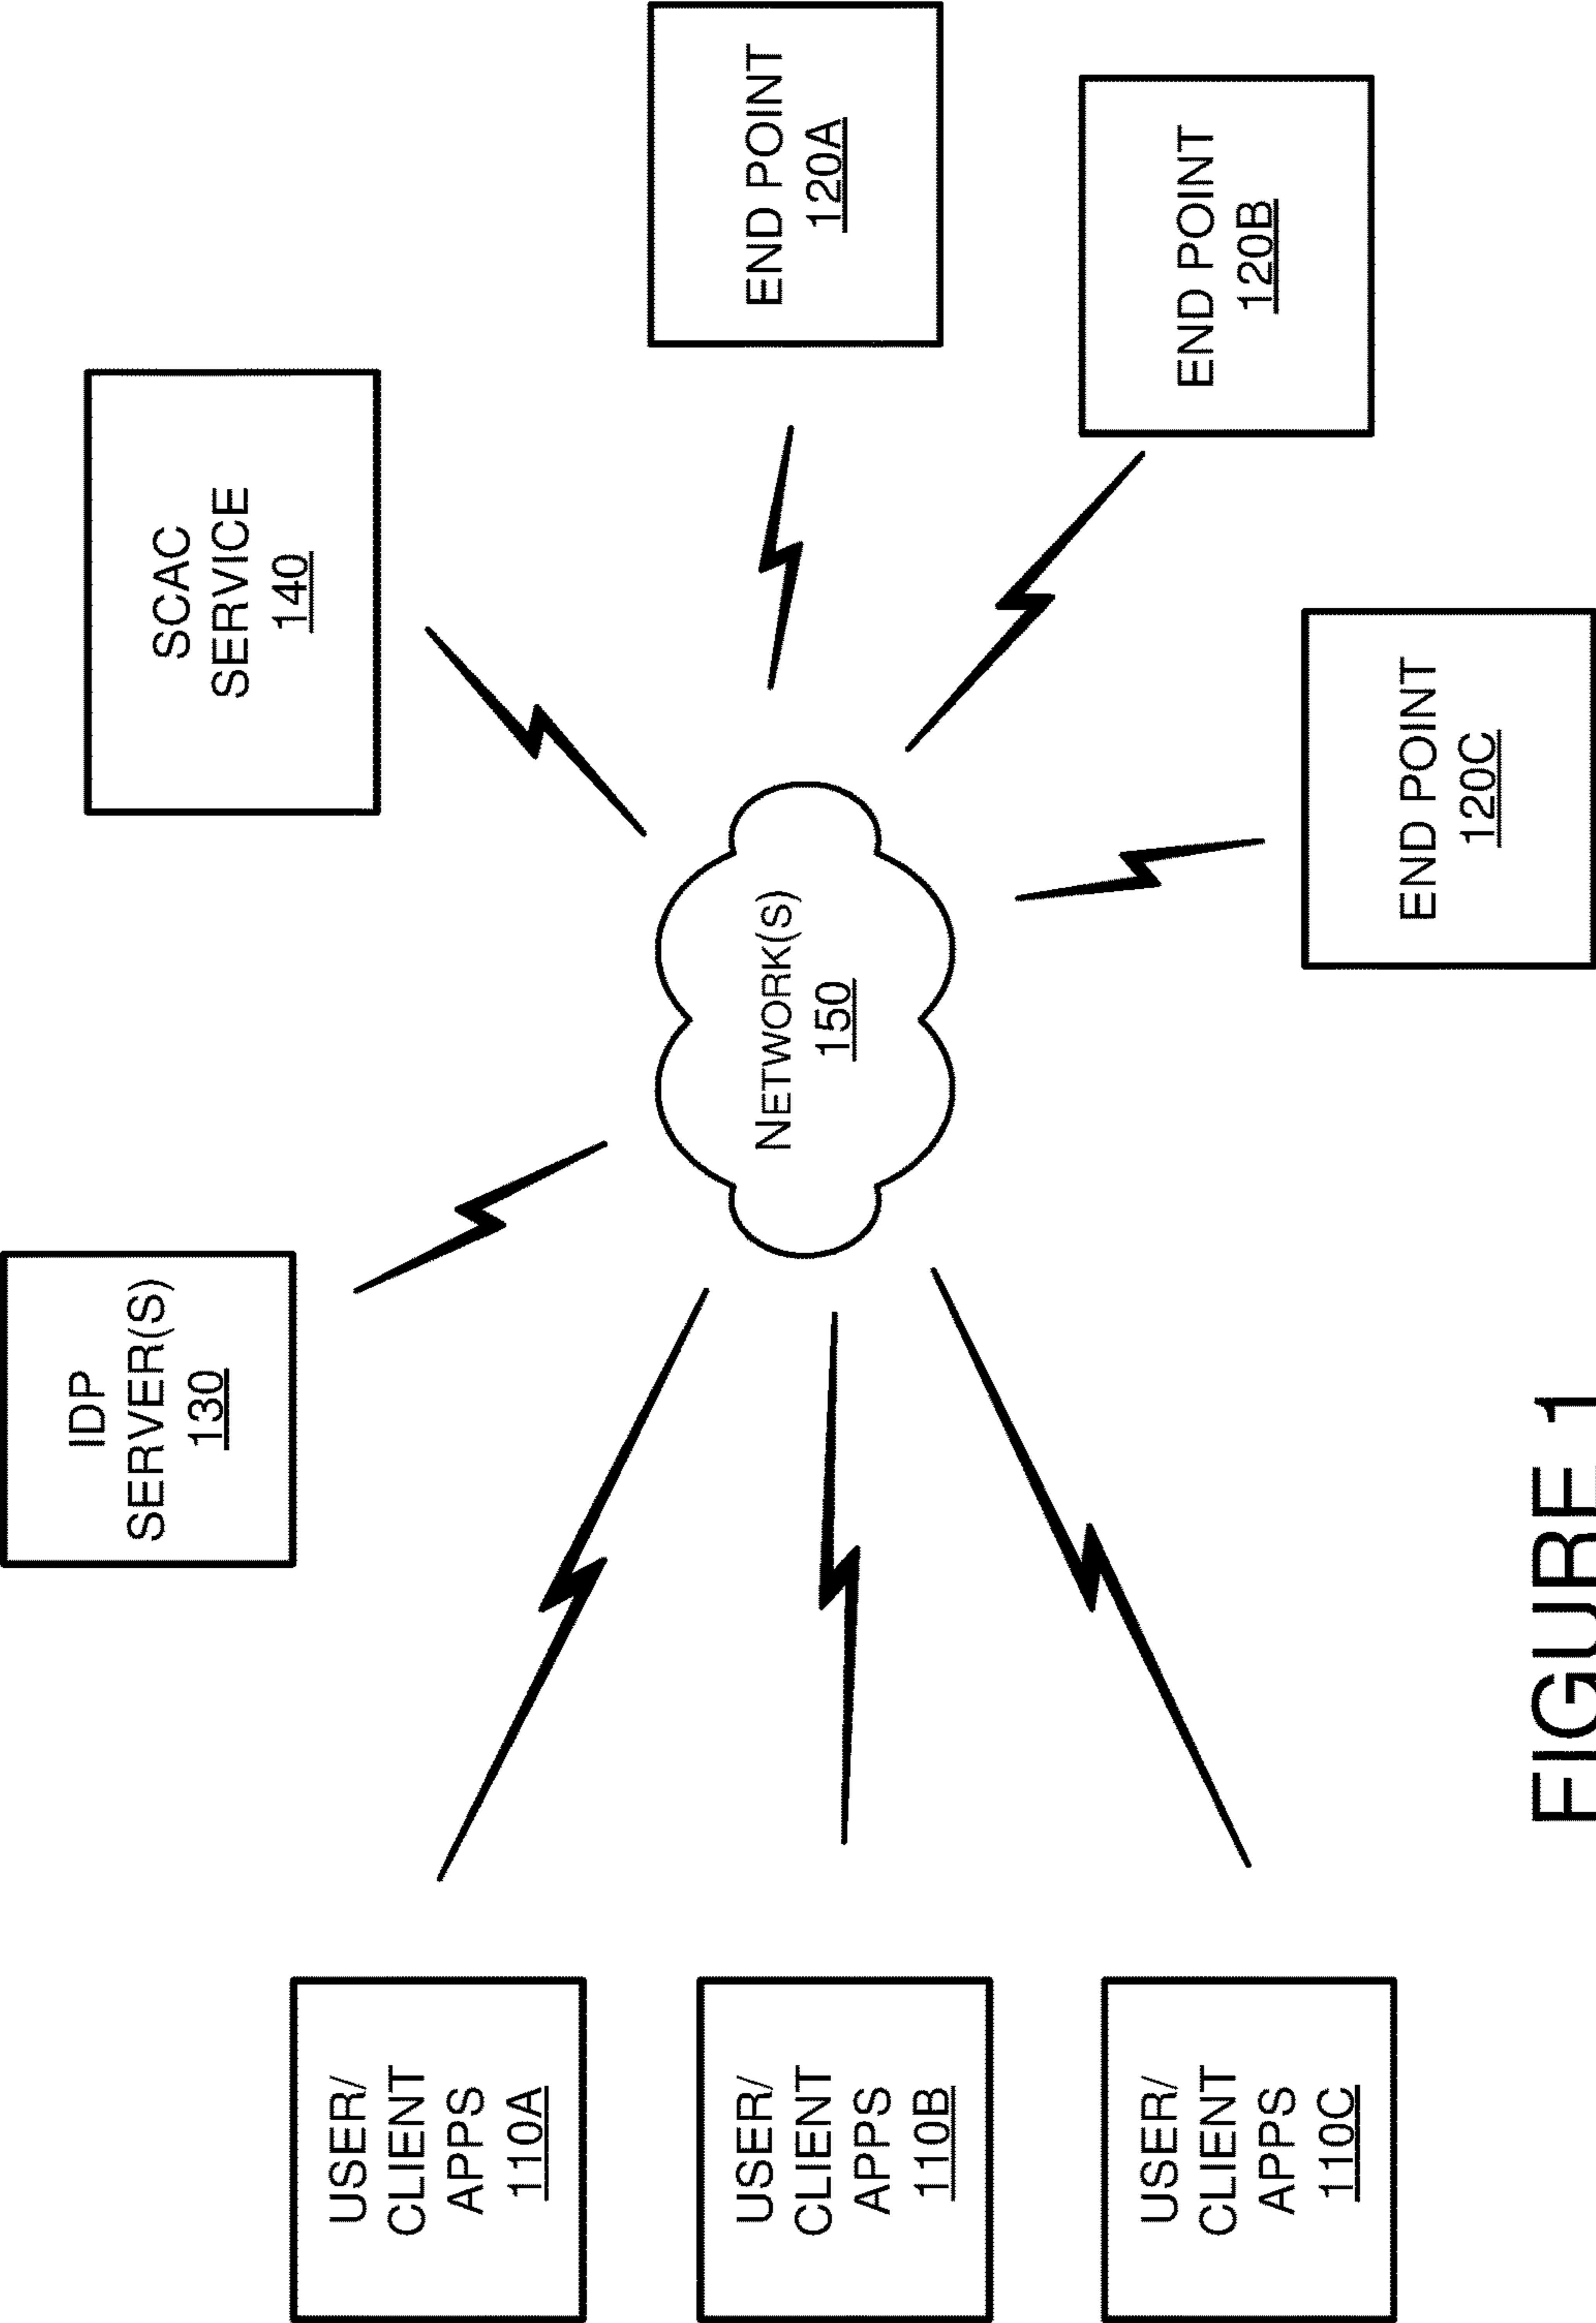 IDP
SERVER(S)
130
SCAC
SERVICE
140
USER/
CLIENT
APPS
110A
USER/
CLIENT
APPS
110B
USER/
CLIENT
APPS
110C
NETWORK(S)
150
END POINT
120A
END POINT
120B
END POINT
120C
FIGURE 1